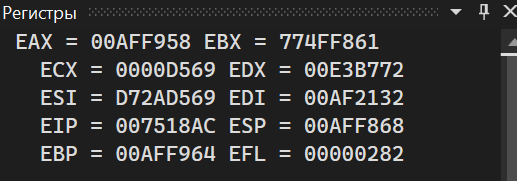 Регистры
EAX = 00AFF958 EBX = 774FF861
ECX = 0000D569 EDX = 00E3B772
ESI = D72AD569 EDI = 00AF2132
EIP = 007518AC ESP = 00AFF868
EBP = 00AFF964 EFL = 00000282